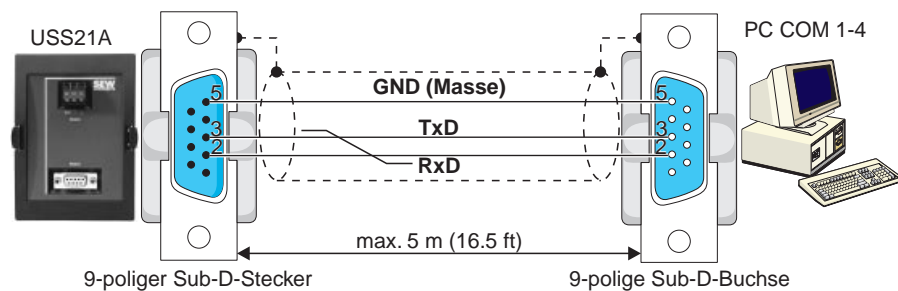 USS21A
PC COM 1-4
SEW
5
GND (Masse)
5
3
TxD
3
2
RxD
2
max. 5 m (16.5 ft)
9-poliger Sub-D-Stecker
9-polige Sub-D-Buchse